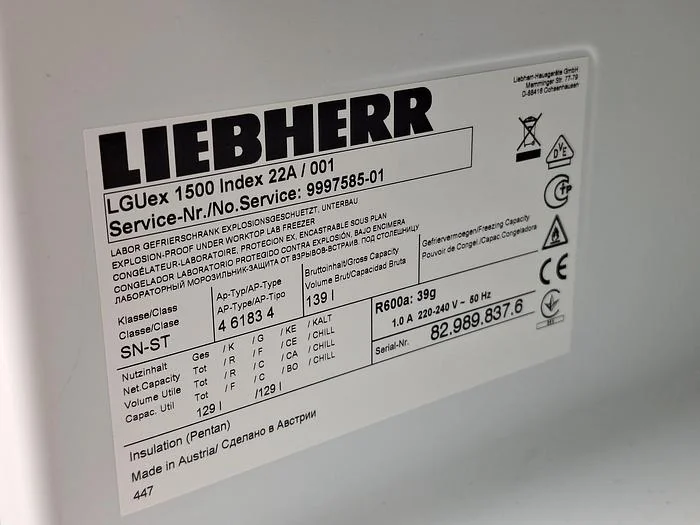 Liebherr-Hausgeräte GmbH
Memminger Str. 77-79
D-88416 Ochsenhausen
LIEBHERR
LGUex 1500 Index 22A / 001
Service-Nr./No.Service: 9997585-01
LABOR GEFRIERSCHRANK EXPLOSIONSGESCHUETZT, UNTERBAU
EXPLOSION-PROOF UNDER WORKTOP LAB FREEZER
CONGÉLATEUR-LABORATOIRE, PROTECION EX, ENCASTRABLE SOUS PLAN
CONGELADOR LABORATORIO PROTEGIDO CONTRA EXPLOSIÓN, BAJO ENCIMERA
ЛАБОРАТОРНЫЙ МОРОЗИЛЬНИК-ЗАЩИТА ОТ ВЗРЫВОВ-ВСТРАИВ. ПОД СТОЛЕШНИЦУ
Klasse/Class
Classe/Clase
SN-ST
Ap-Typ/AP-Type
AP-Type/AP-Tipo
4 6183 4
Bruttoinhalt/Gross Capacity
Volume Brut/Capacidad Bruta
139 l
Gefriervermoegen/Freezing Capacity
Pouvoir de Congel./Capac.Congeladora
Nutzinhalt Ges / K / G / KE / KALT
Net.Capacity Tot / R / F / CE / CHILL
Volume Utile Tot / R / C / CA / CHILL
Capac. Util Tot / F / C / BO / CHILL
129 l /129 l
R600a: 39g
1.0 A 220-240 V ~ 50 Hz
Serial-Nr. 82.989.837.6
DVE
CE
Insulation (Pentan)
Made in Austria/ Сделано в Австрии
447